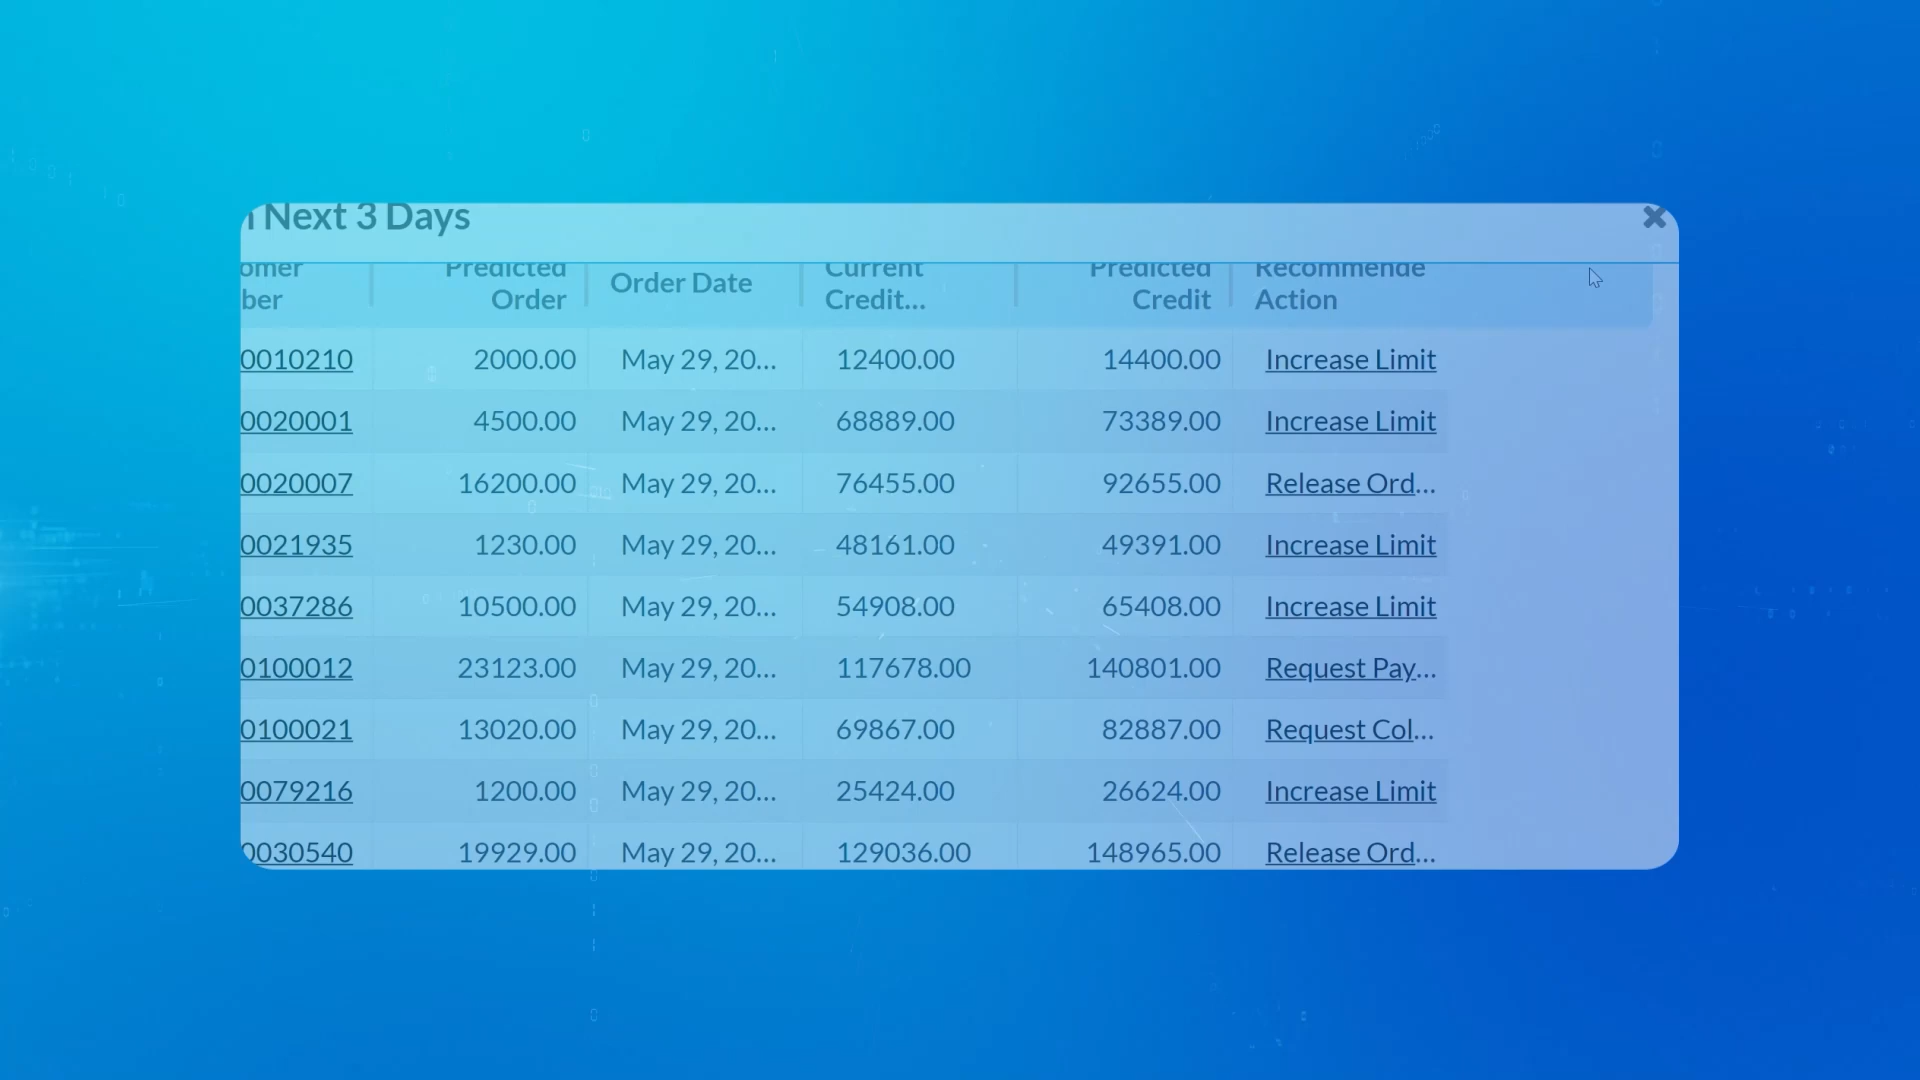 Next 3 Days
omer
ber
Predicted
Order
Order Date
Current
Credit...
Predicted
Credit
Recommende
Action
0010210 2000.00 May 29, 20... 12400.00 14400.00 Increase Limit
0020001 4500.00 May 29, 20... 68889.00 73389.00 Increase Limit
0020007 16200.00 May 29, 20... 76455.00 92655.00 Release Ord...
0021935 1230.00 May 29, 20... 48161.00 49391.00 Increase Limit
0037286 10500.00 May 29, 20... 54908.00 65408.00 Increase Limit
0100012 23123.00 May 29, 20... 117678.00 140801.00 Request Pay...
0100021 13020.00 May 29, 20... 69867.00 82887.00 Request Col...
0079216 1200.00 May 29, 20... 25424.00 26624.00 Increase Limit
0030540 19929.00 May 29, 20... 129036.00 148965.00 Release Ord...